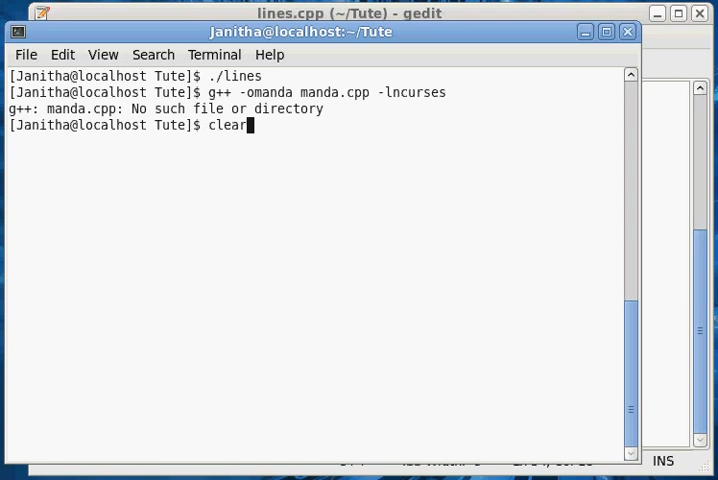 lines.cpp (~/Tute) - gedit
Janitha@localhost:~/Tute
File Edit View Search Terminal Help
[Janitha@localhost Tute]$ ./lines
[Janitha@localhost Tute]$ g++ -omanda manda.cpp -lncurses
g++: manda.cpp: No such file or directory
[Janitha@localhost Tute]$ clear
INS